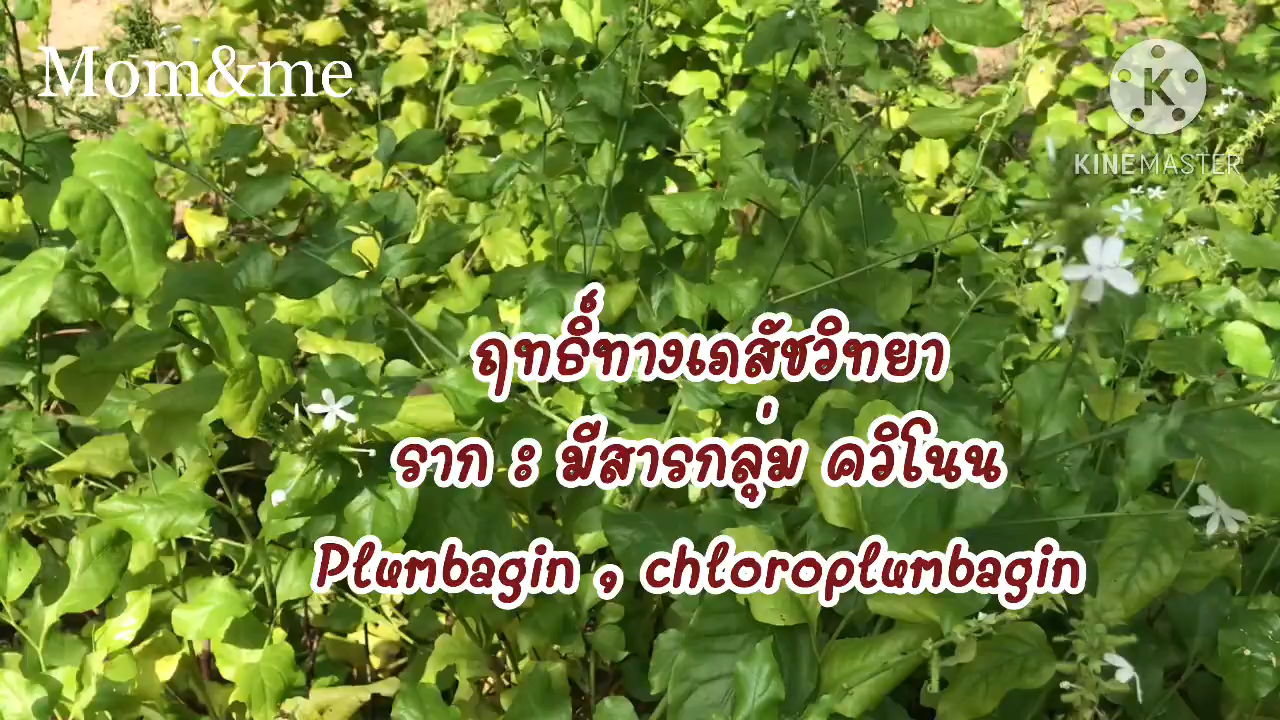 Mom&me
K
KINEMASTER
ฤทธิ์ทางเภสัชวิทยา
ราก : มีสารกลุ่ม ควิโนน
Plumbagin , chloroplumbagin